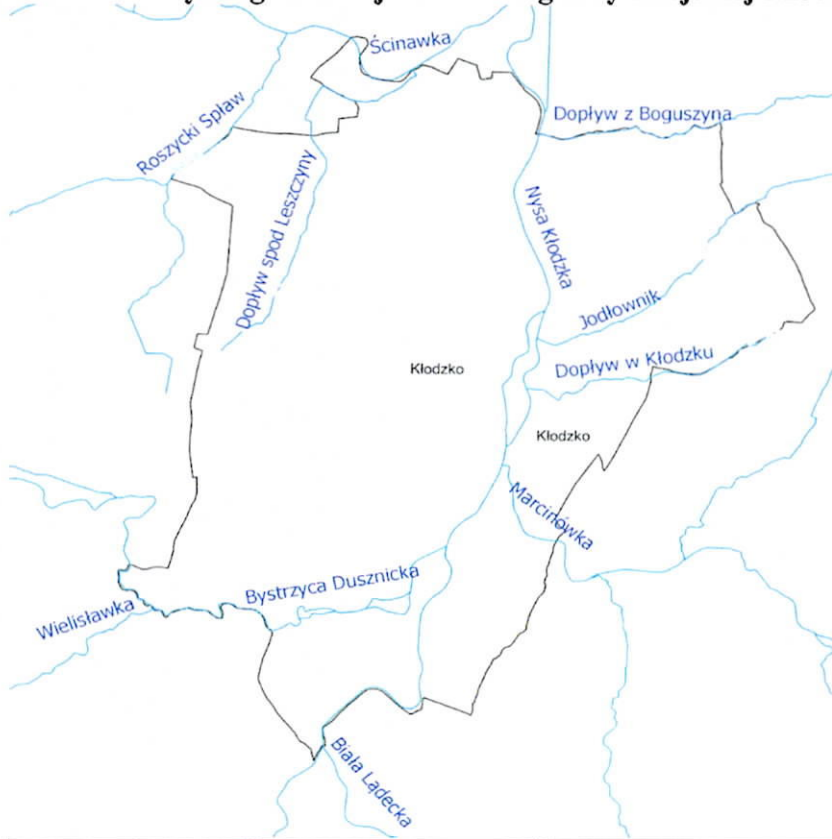 Ścinawka
Dopływ z Boguszyna
Roszycki Spław
Dopływ spod Leszczyny
Nysa Kłodzka
Jodłownik
Dopływ w Kłodzku
Kłodzko
Kłodzko
Marcinówka
Bystrzyca Dusznicka
Wielisławka
Biała Lądecka